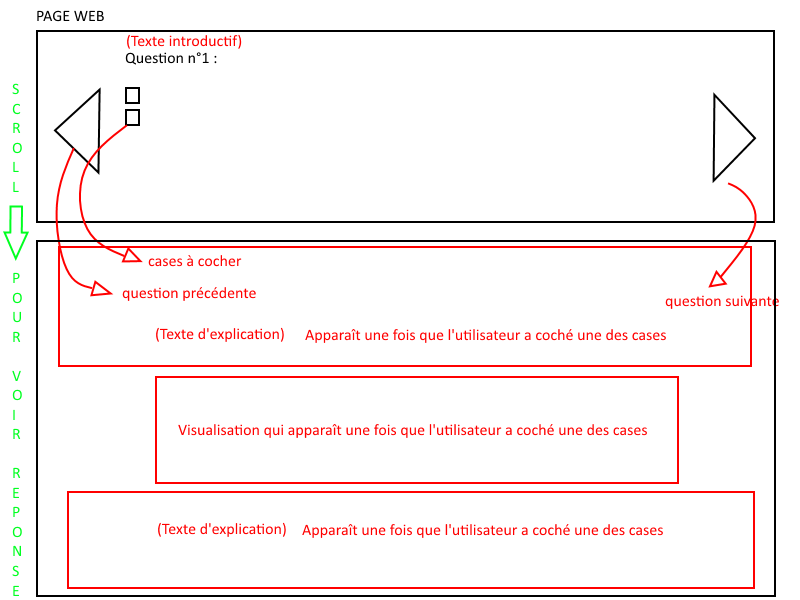 PAGE WEB
(Texte introductif)
Question n°1 :
SCROLL
POUR VOIR REPONSE
cases à cocher
question précédente
question suivante
(Texte d'explication) Apparaît une fois que l'utilisateur a coché une des cases
Visualisation qui apparaît une fois que l'utilisateur a coché une des cases
(Texte d'explication) Apparaît une fois que l'utilisateur a coché une des cases